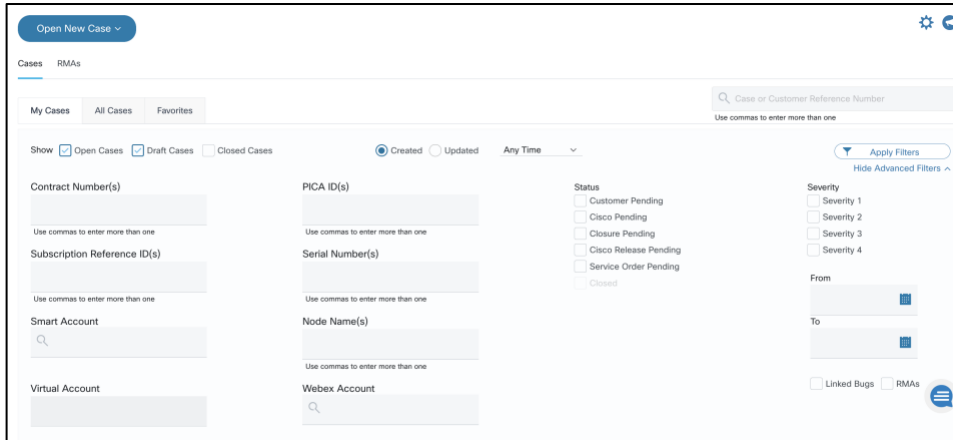 Open New Case
Cases RMAs
My Cases All Cases Favorites
Case or Customer Reference Number
Use commas to enter more than one
Show Open Cases Draft Cases Closed Cases Created Updated Any Time Apply Filters
Hide Advanced Filters
Contract Number(s) PICA ID(s) Status Severity
Customer Pending Severity 1
Cisco Pending Severity 2
Use commas to enter more than one Use commas to enter more than one Closure Pending Severity 3
Subscription Reference ID(s) Serial Number(s) Cisco Release Pending Severity 4
Service Order Pending
Closed From
Use commas to enter more than one Use commas to enter more than one
Smart Account Node Name(s) To
Use commas to enter more than one
Virtual Account Webex Account Linked Bugs RMAs